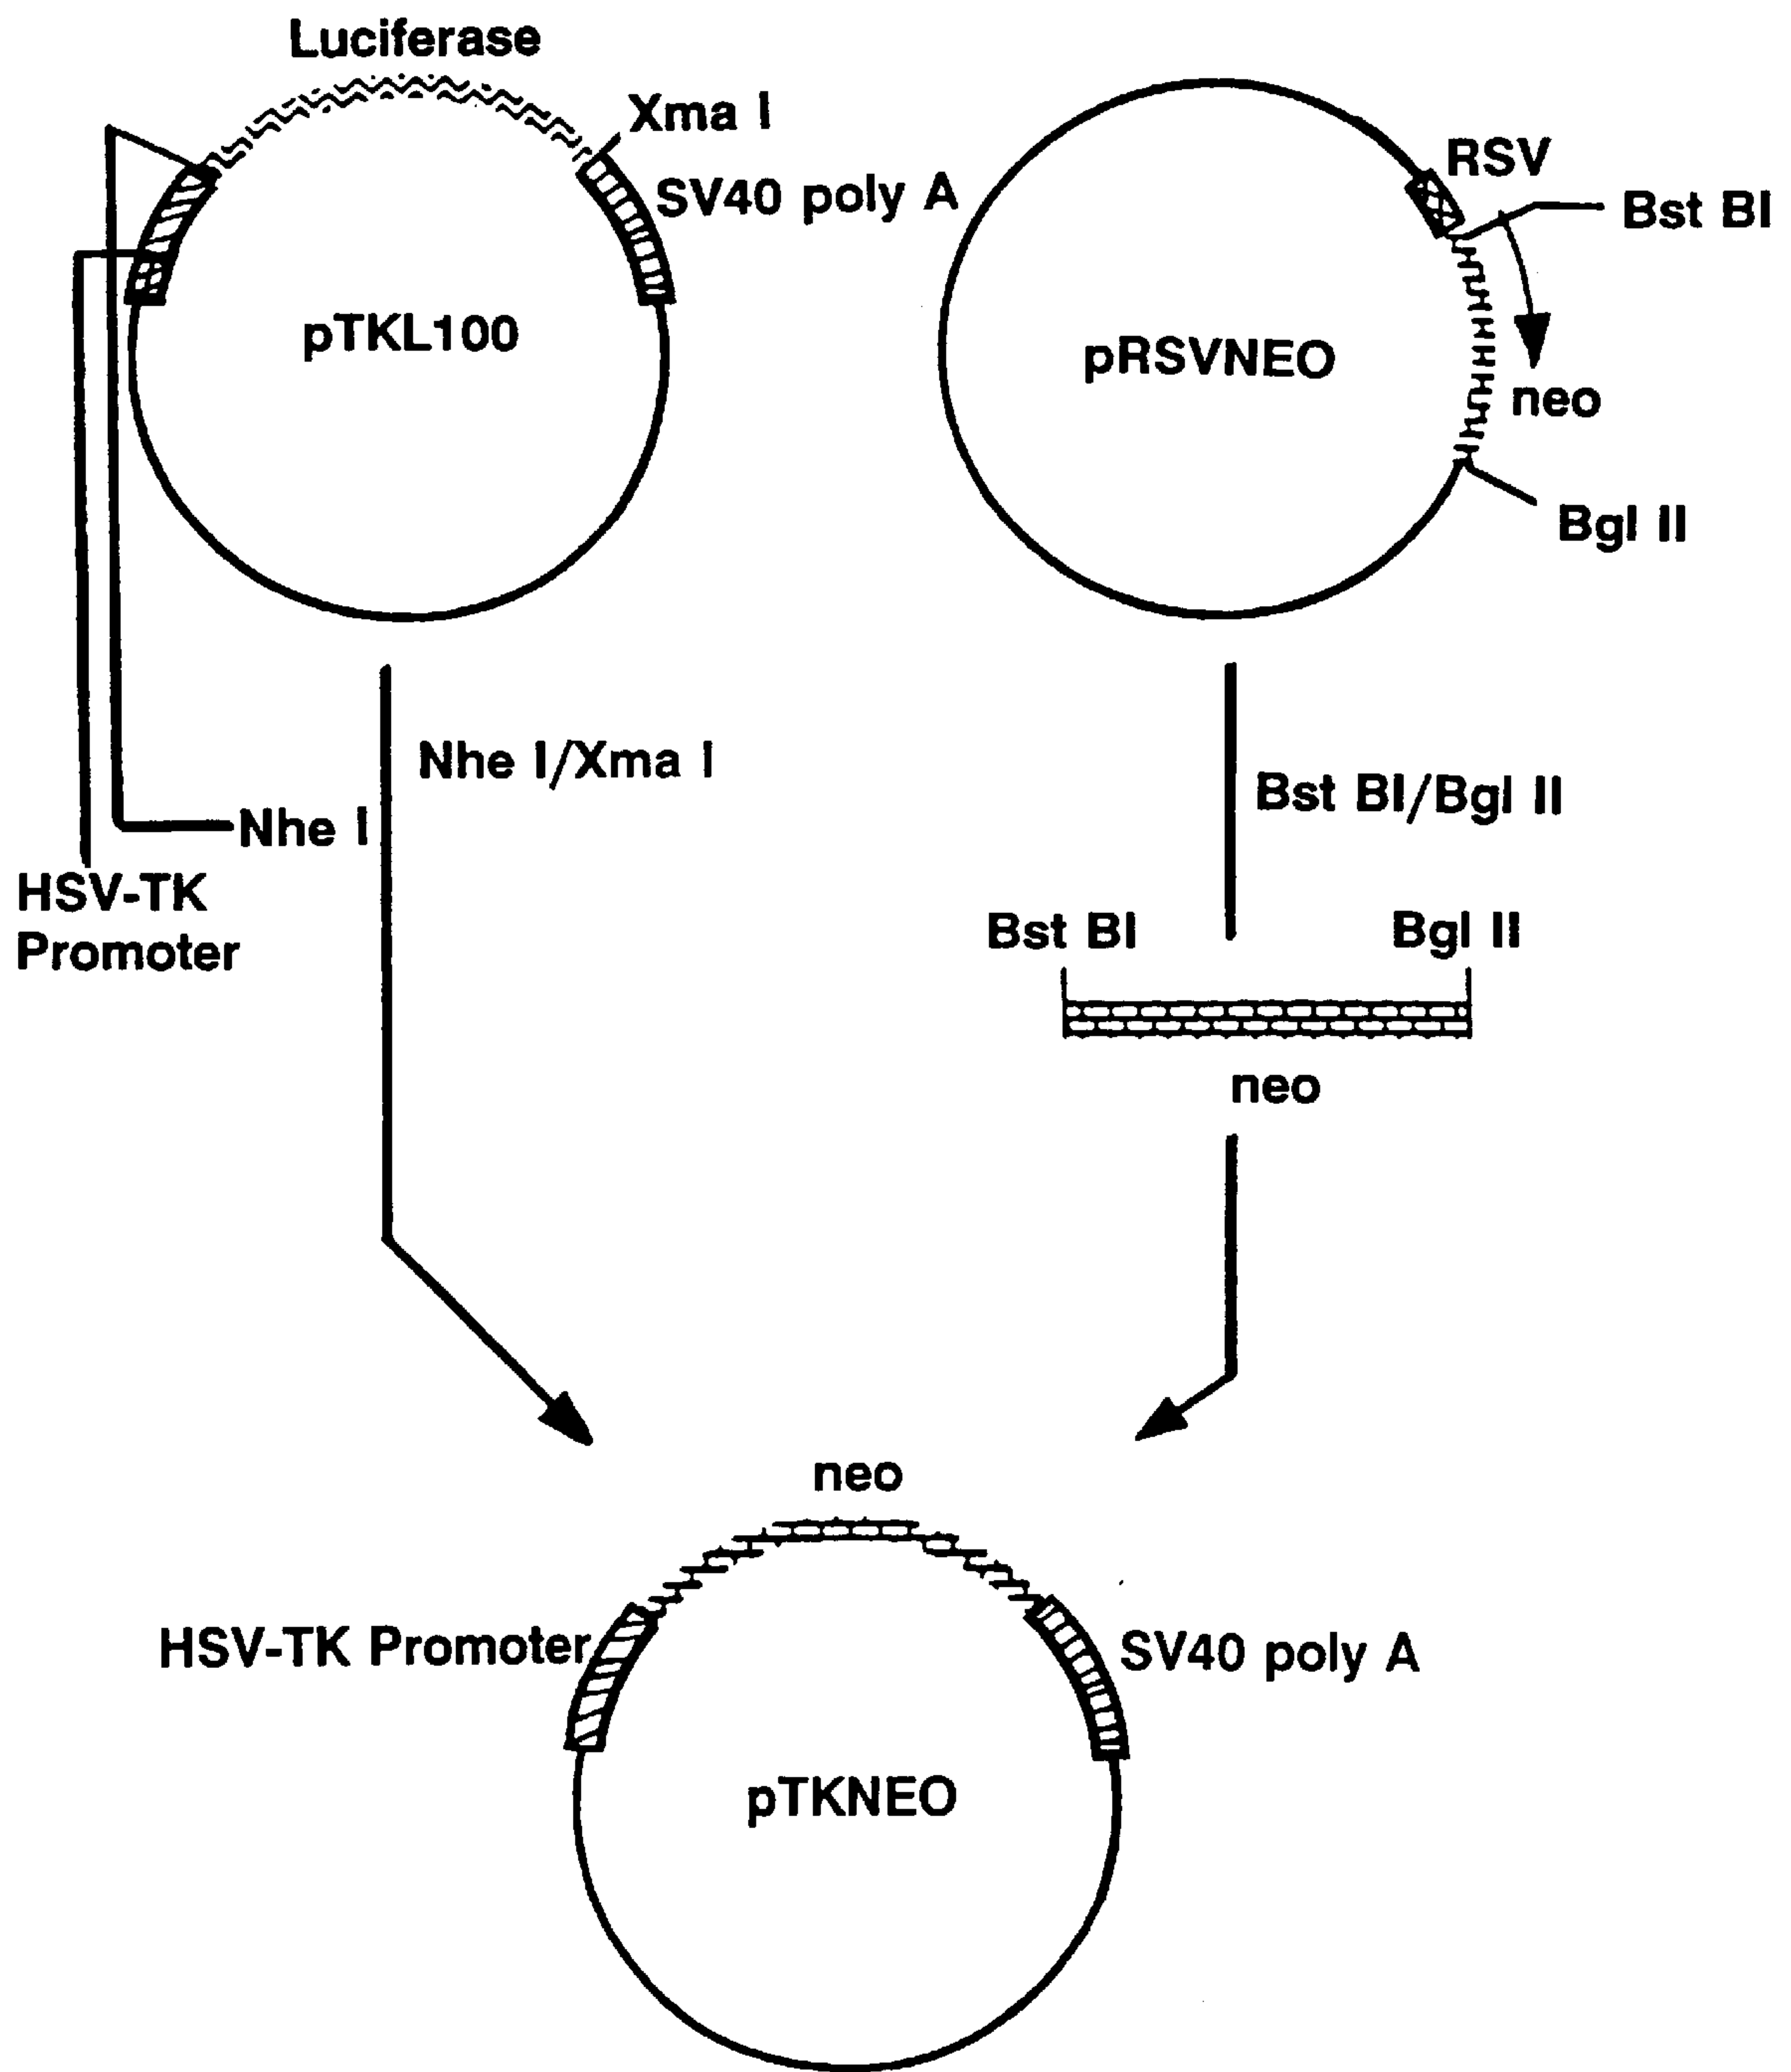 Luciferase
Xma I
SV40 poly A
pTKL100
RSV
Bst BI
pRSVNEO
neo
Bgl II
Nhe I/Xma I
Nhe I
HSV-TK
Promoter
Bst BI/Bgl II
Bst BI
Bgl II
neo
neo
HSV-TK Promoter
SV40 poly A
pTKNEO